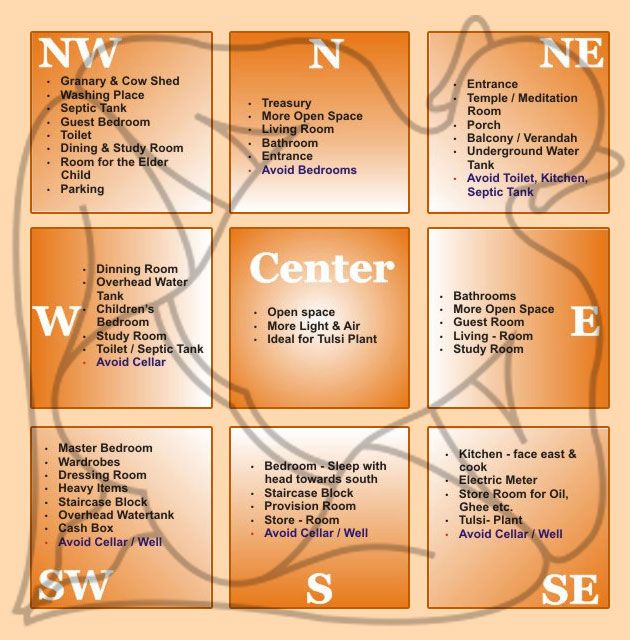 NW
• Granary & Cow Shed
• Washing Place
• Septic Tank
• Guest Bedroom
• Toilet
• Dining & Study Room
• Room for the Elder
Child
• Parking
N
• Treasury
• More Open Space
• Living Room
• Bathroom
• Entrance
• Avoid Bedrooms
NE
• Entrance
• Temple / Meditation
Room
• Porch
• Balcony / Verandah
• Underground Water
Tank
• Avoid Toilet, Kitchen,
Septic Tank
W
• Dinning Room
• Overhead Water
Tank
• Children's
Bedroom
• Study Room
• Toilet / Septic Tank
• Avoid Cellar
Center
• Open space
• More Light & Air
• Ideal for Tulsi Plant
E
• Bathrooms
• More Open Space
• Guest Room
• Living - Room
• Study Room
• Master Bedroom
• Wardrobes
• Dressing Room
• Heavy Items
• Staircase Block
• Overhead Watertank
• Cash Box
• Avoid Cellar / Well
SW
• Bedroom - Sleep with
head towards south
• Staircase Block
• Provision Room
• Store - Room
• Avoid Cellar / Well
S
• Kitchen - face east &
cook
• Electric Meter
• Store Room for Oil,
Ghee etc.
• Tulsi- Plant
• Avoid Cellar / Well
SE